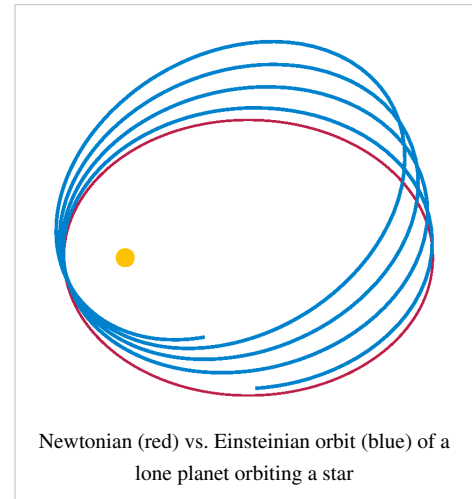 Newtonian (red) vs. Einsteinian orbit (blue) of a
lone planet orbiting a star